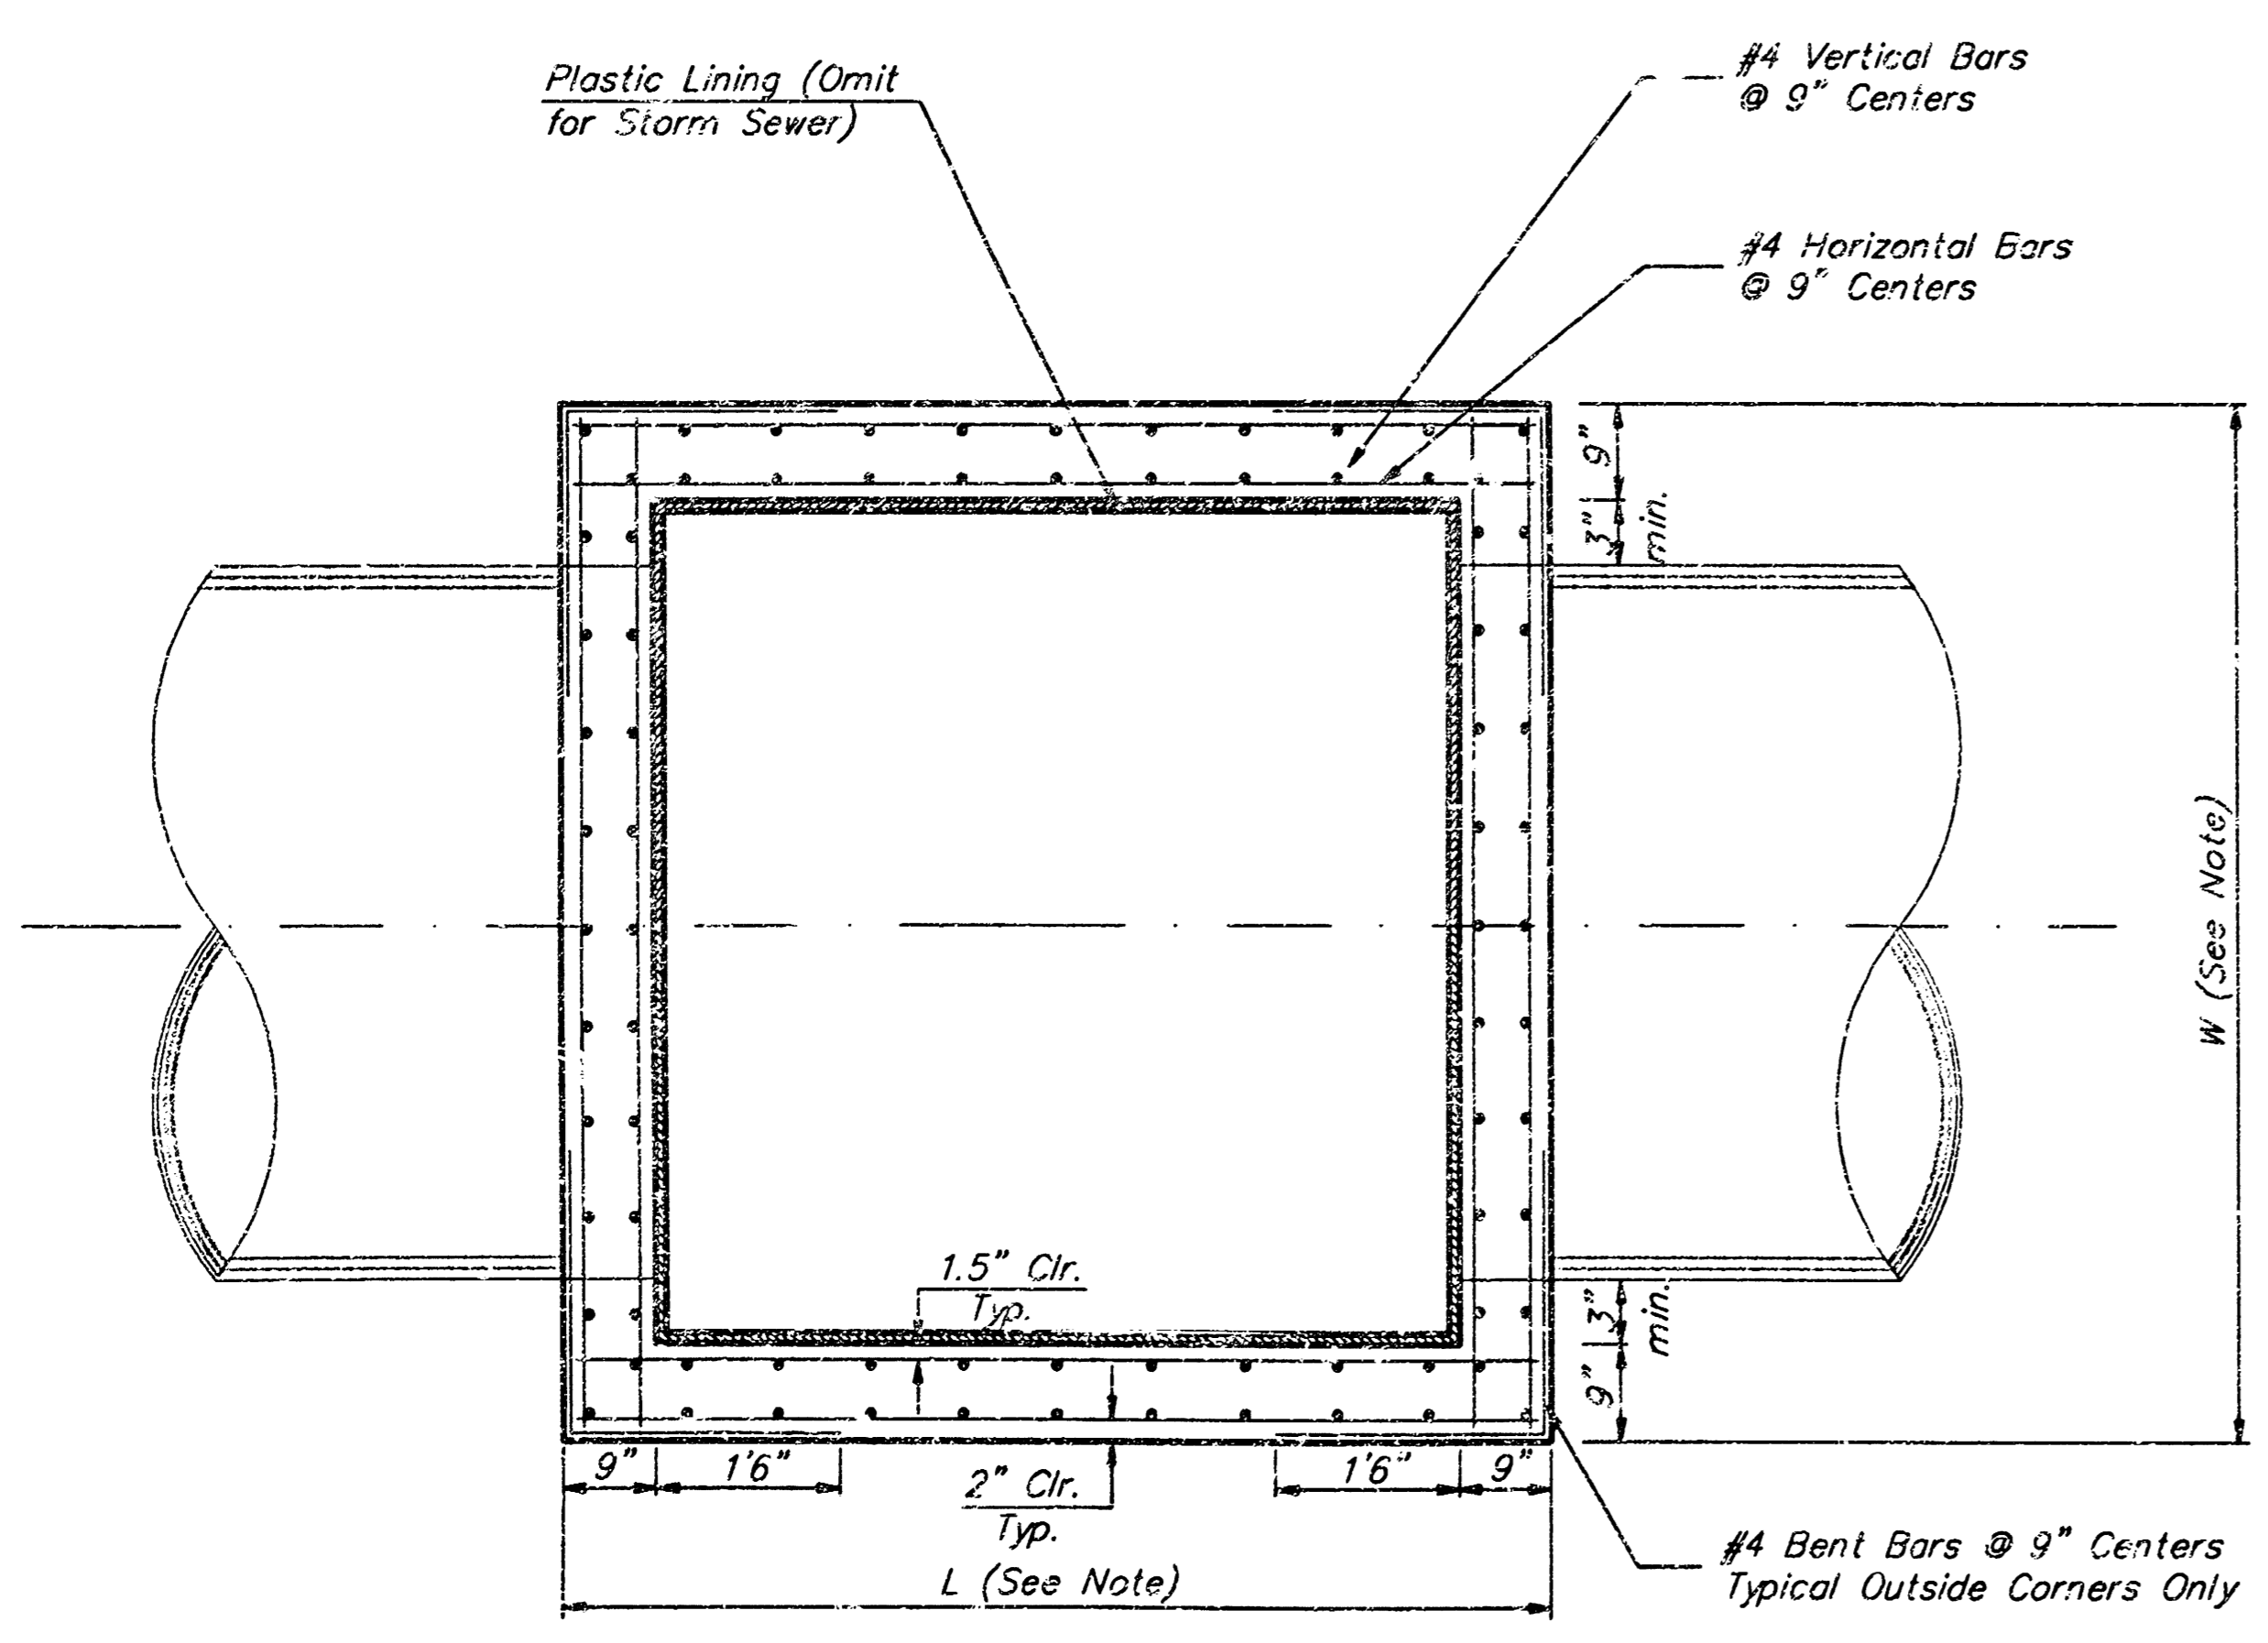 Plastic Lining (Omit
for Storm Sewer)
#4 Vertical Bars
@ 9" Centers
#4 Horizontal Bars
@ 9" Centers
9"
3"
min.
W (See Note)
1.5" Clr.
Typ.
3"
min.
9"
9"
1'6"
2" Clr.
Typ.
1'6"
9"
L (See Note)
#4 Bent Bars @ 9" Centers
Typical Outside Corners Only